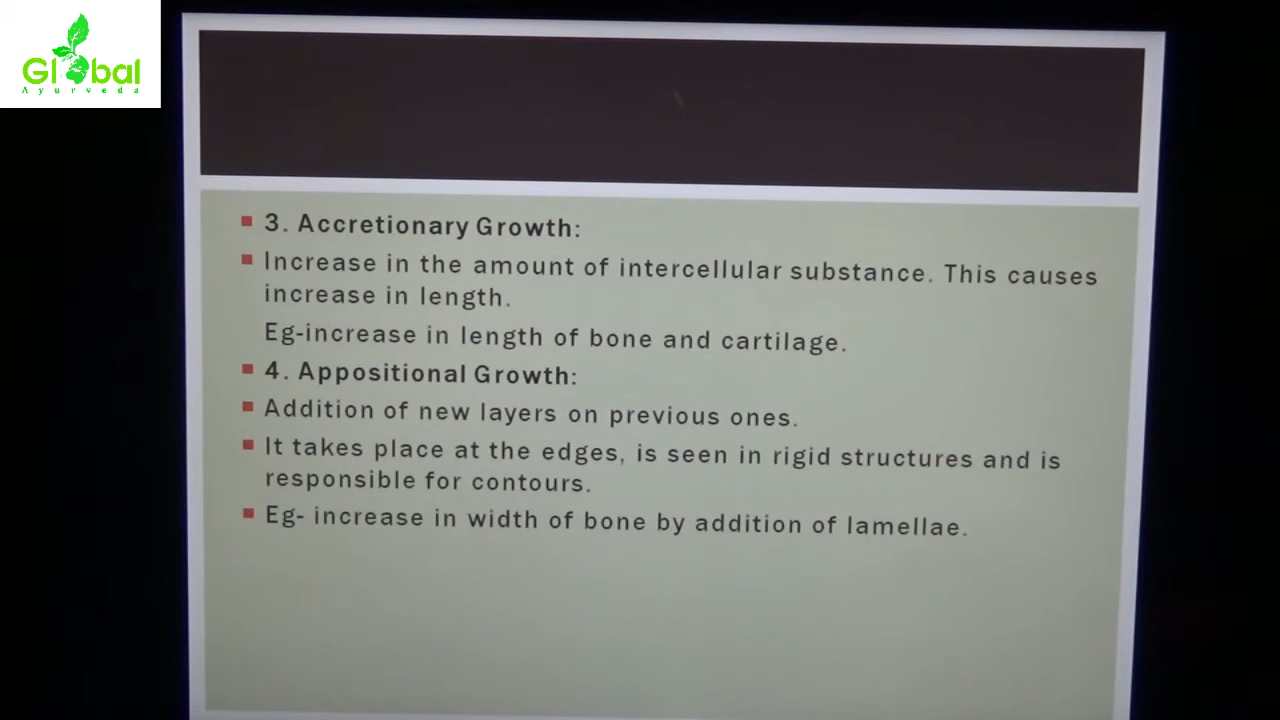 Global
Ayurveda
3. Accretionary Growth:
Increase in the amount of intercellular substance. This causes
increase in length.
Eg-increase in length of bone and cartilage.
4. Appositional Growth:
Addition of new layers on previous ones.
It takes place at the edges, is seen in rigid structures and is
responsible for contours.
Eg- increase in width of bone by addition of lamellae.